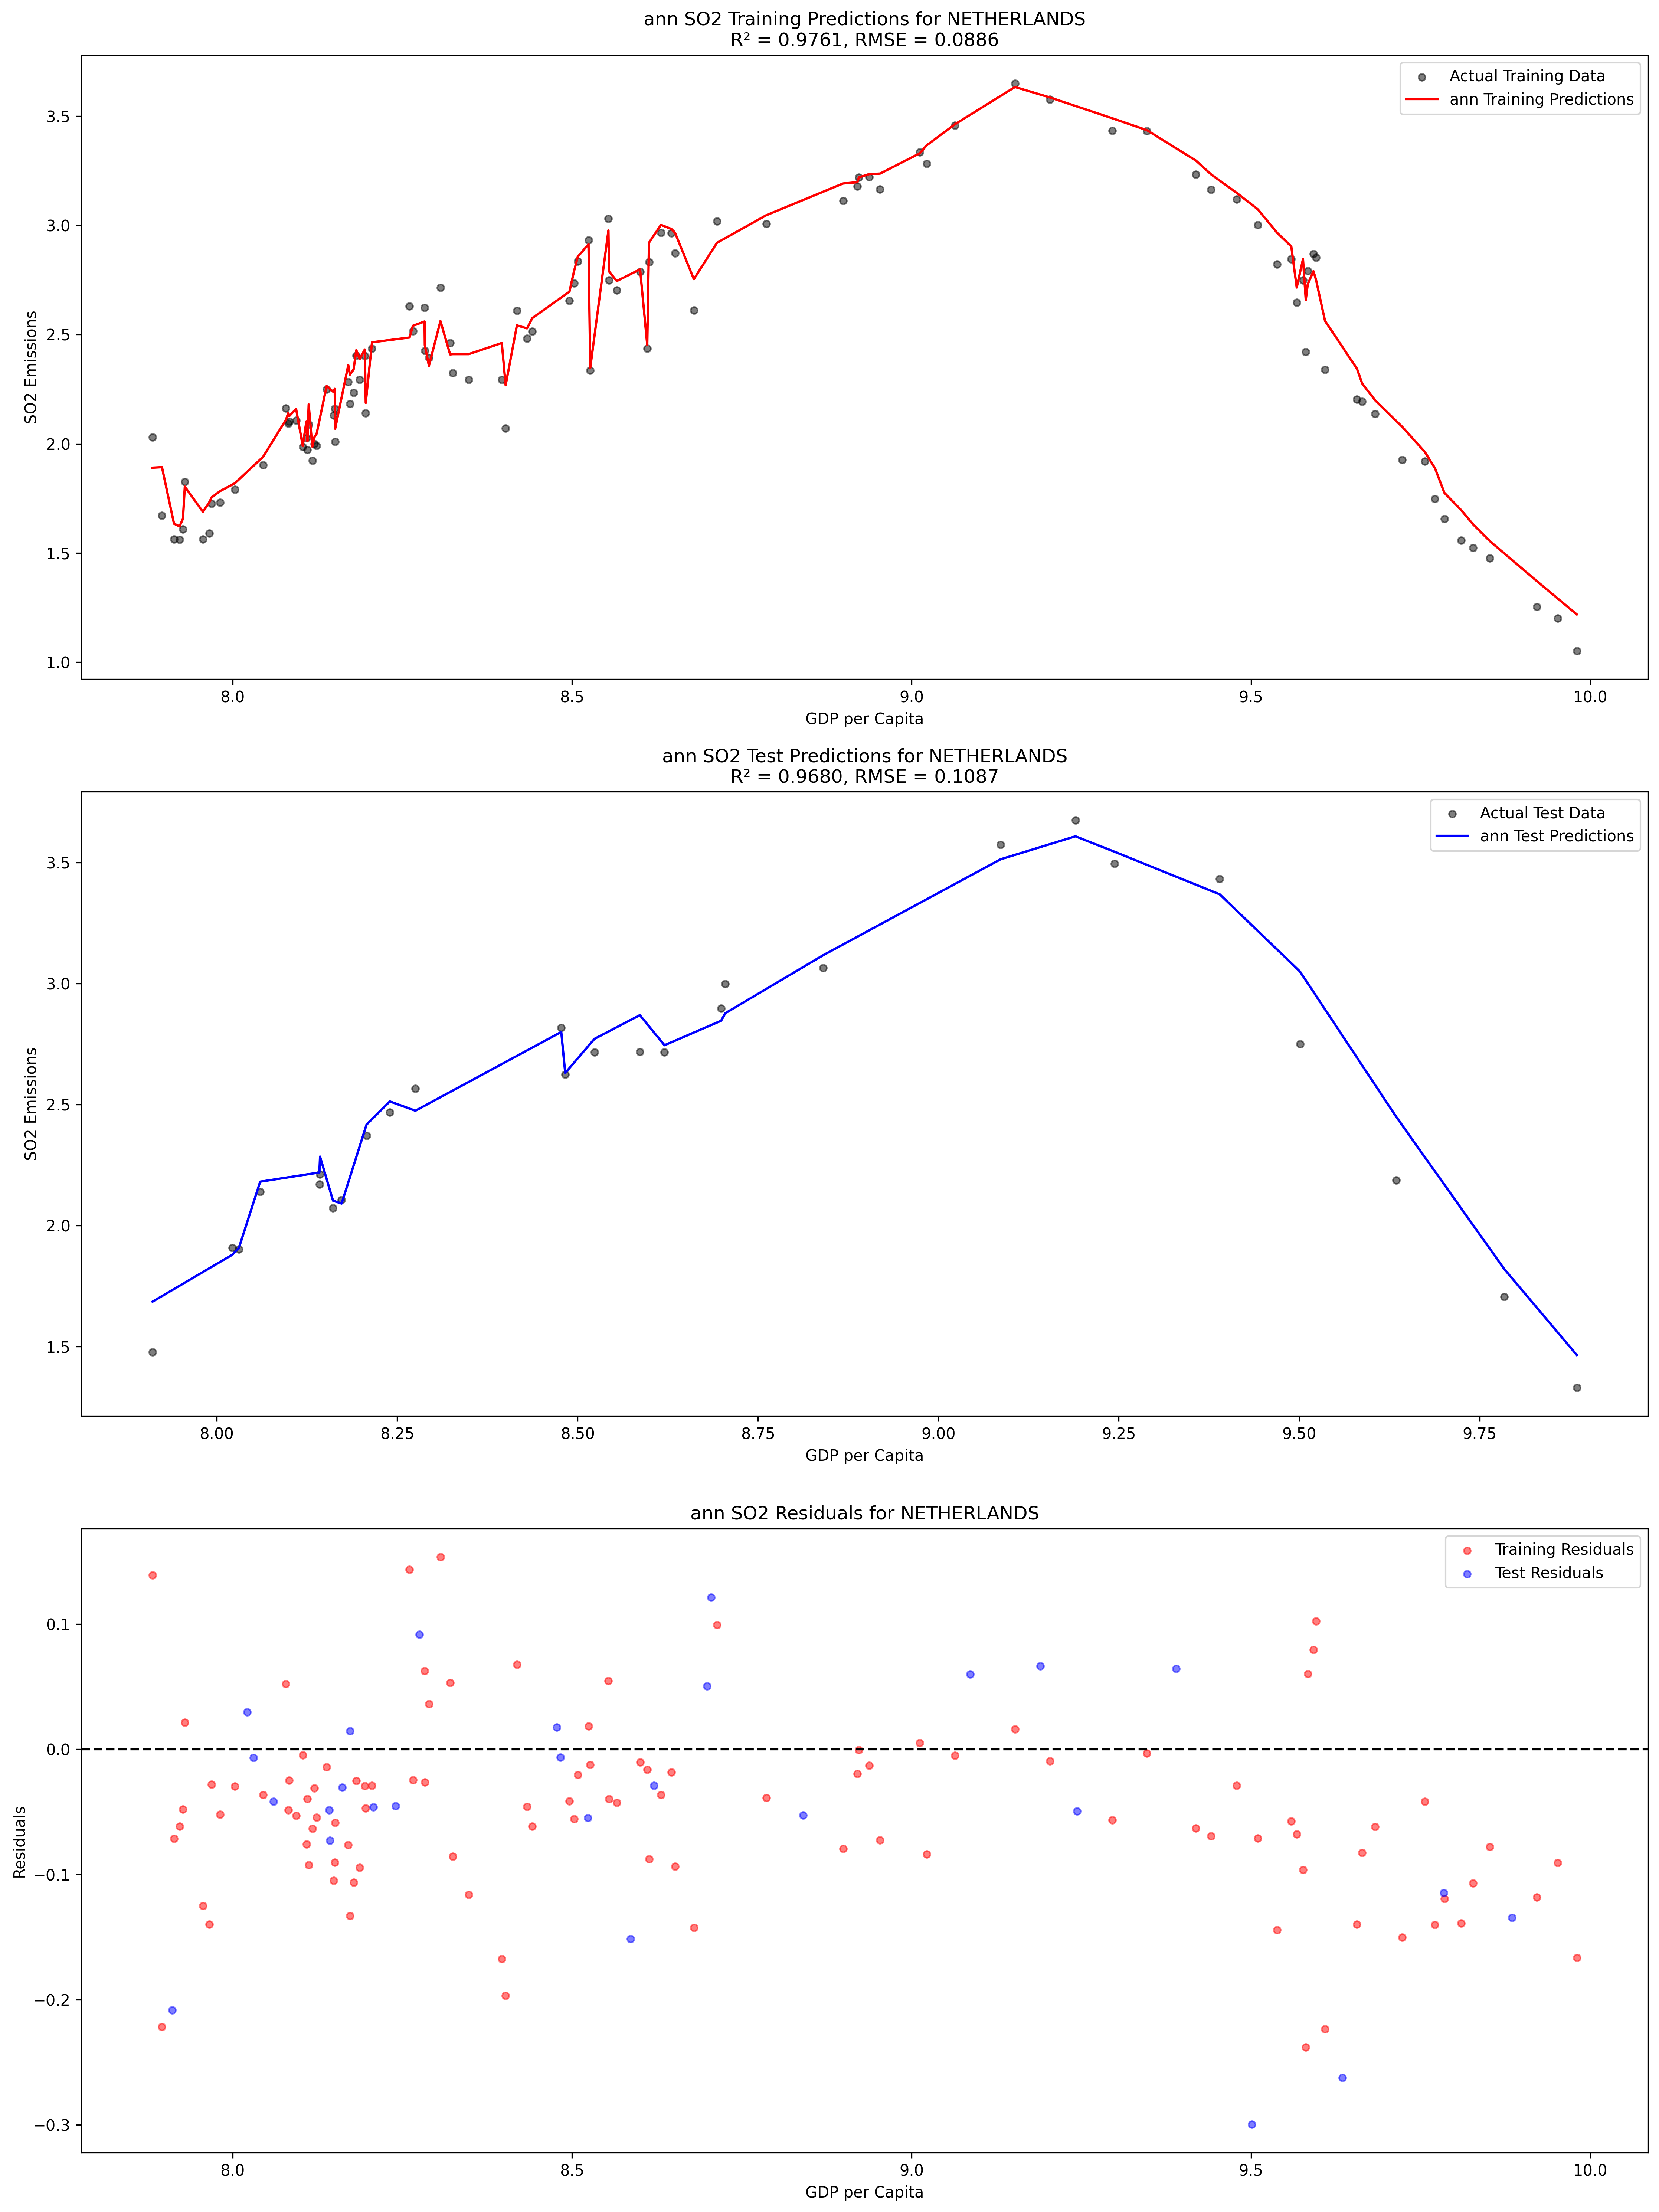 ann SO2 Training Predictions for NETHERLANDS
R² = 0.9761, RMSE = 0.0886
Actual Training Data
ann Training Predictions
3.5
3.0
2.5
2.0
1.5
1.0
SO2 Emissions
8.0 8.5 9.0 9.5 10.0
GDP per Capita
ann SO2 Test Predictions for NETHERLANDS
R² = 0.9680, RMSE = 0.1087
Actual Test Data
ann Test Predictions
3.5
3.0
2.5
2.0
1.5
SO2 Emissions
8.00 8.25 8.50 8.75 9.00 9.25 9.50 9.75
GDP per Capita
ann SO2 Residuals for NETHERLANDS
Training Residuals
Test Residuals
0.1
0.0
−0.1
−0.2
−0.3
Residuals
8.0 8.5 9.0 9.5 10.0
GDP per Capita